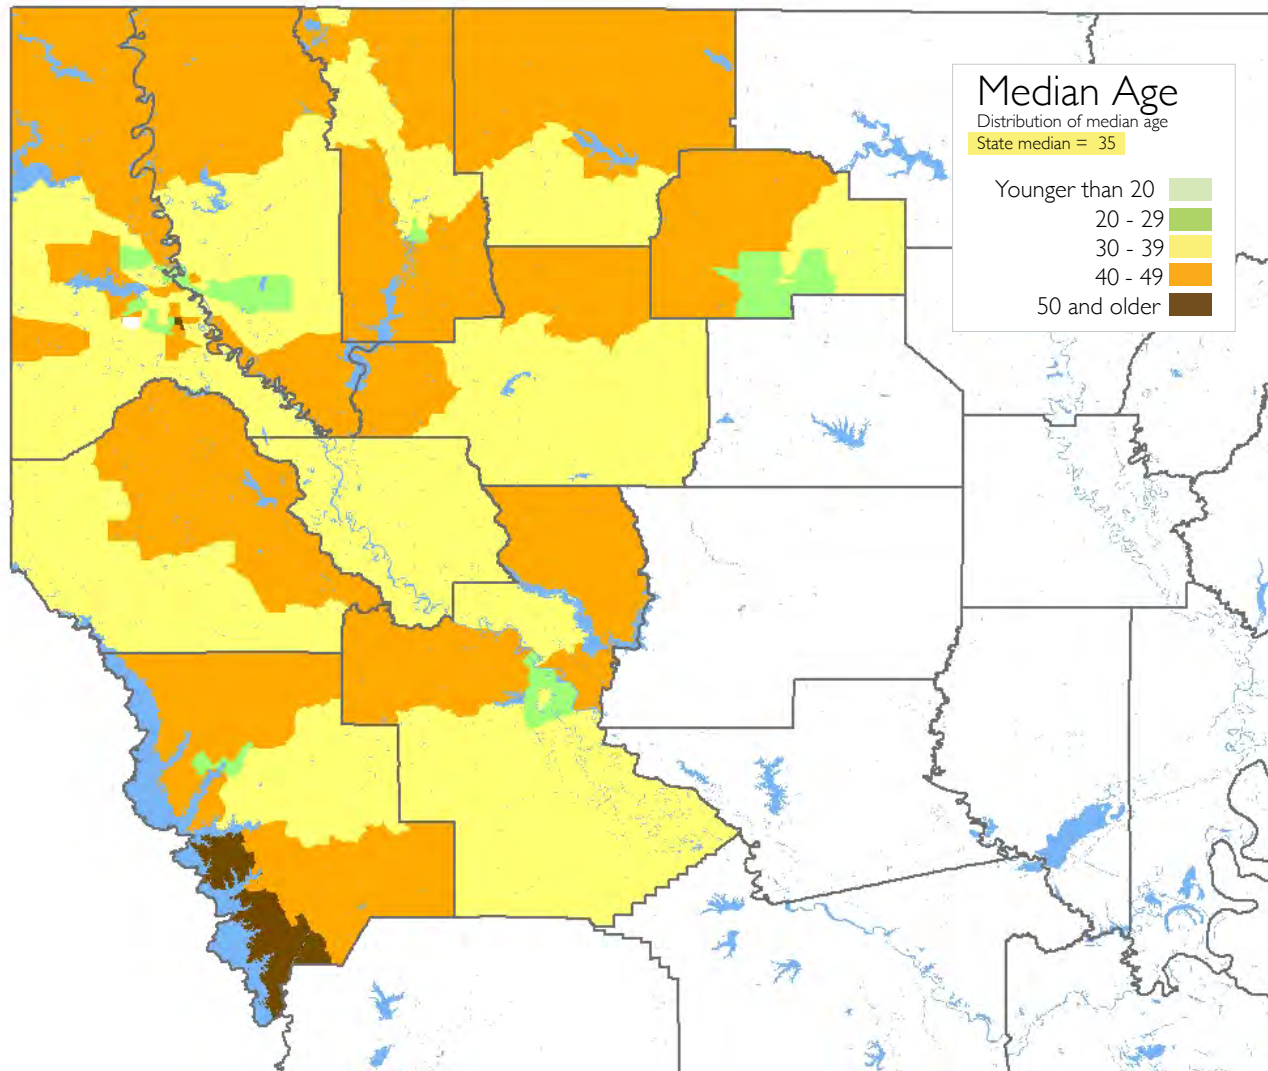 Median Age
Distribution of median age
State median = 35
Younger than 20
20 - 29
30 - 39
40 - 49
50 and older